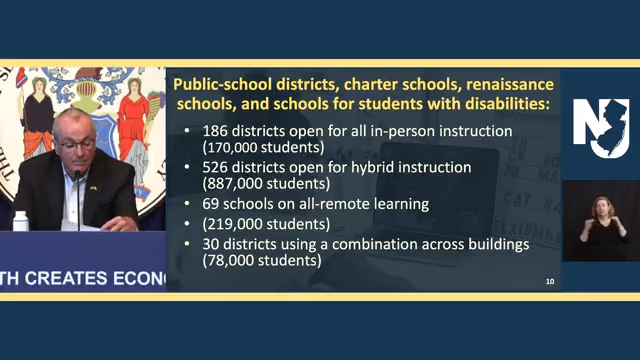 Public-school districts, charter schools, renaissance
schools, and schools for students with disabilities:
• 186 districts open for all in-person instruction
(170,000 students)
• 526 districts open for hybrid instruction
(887,000 students)
• 69 schools on all-remote learning
• (219,000 students)
• 30 districts using a combination across buildings
(78,000 students)
10
NJ
TH CREATES ECONO